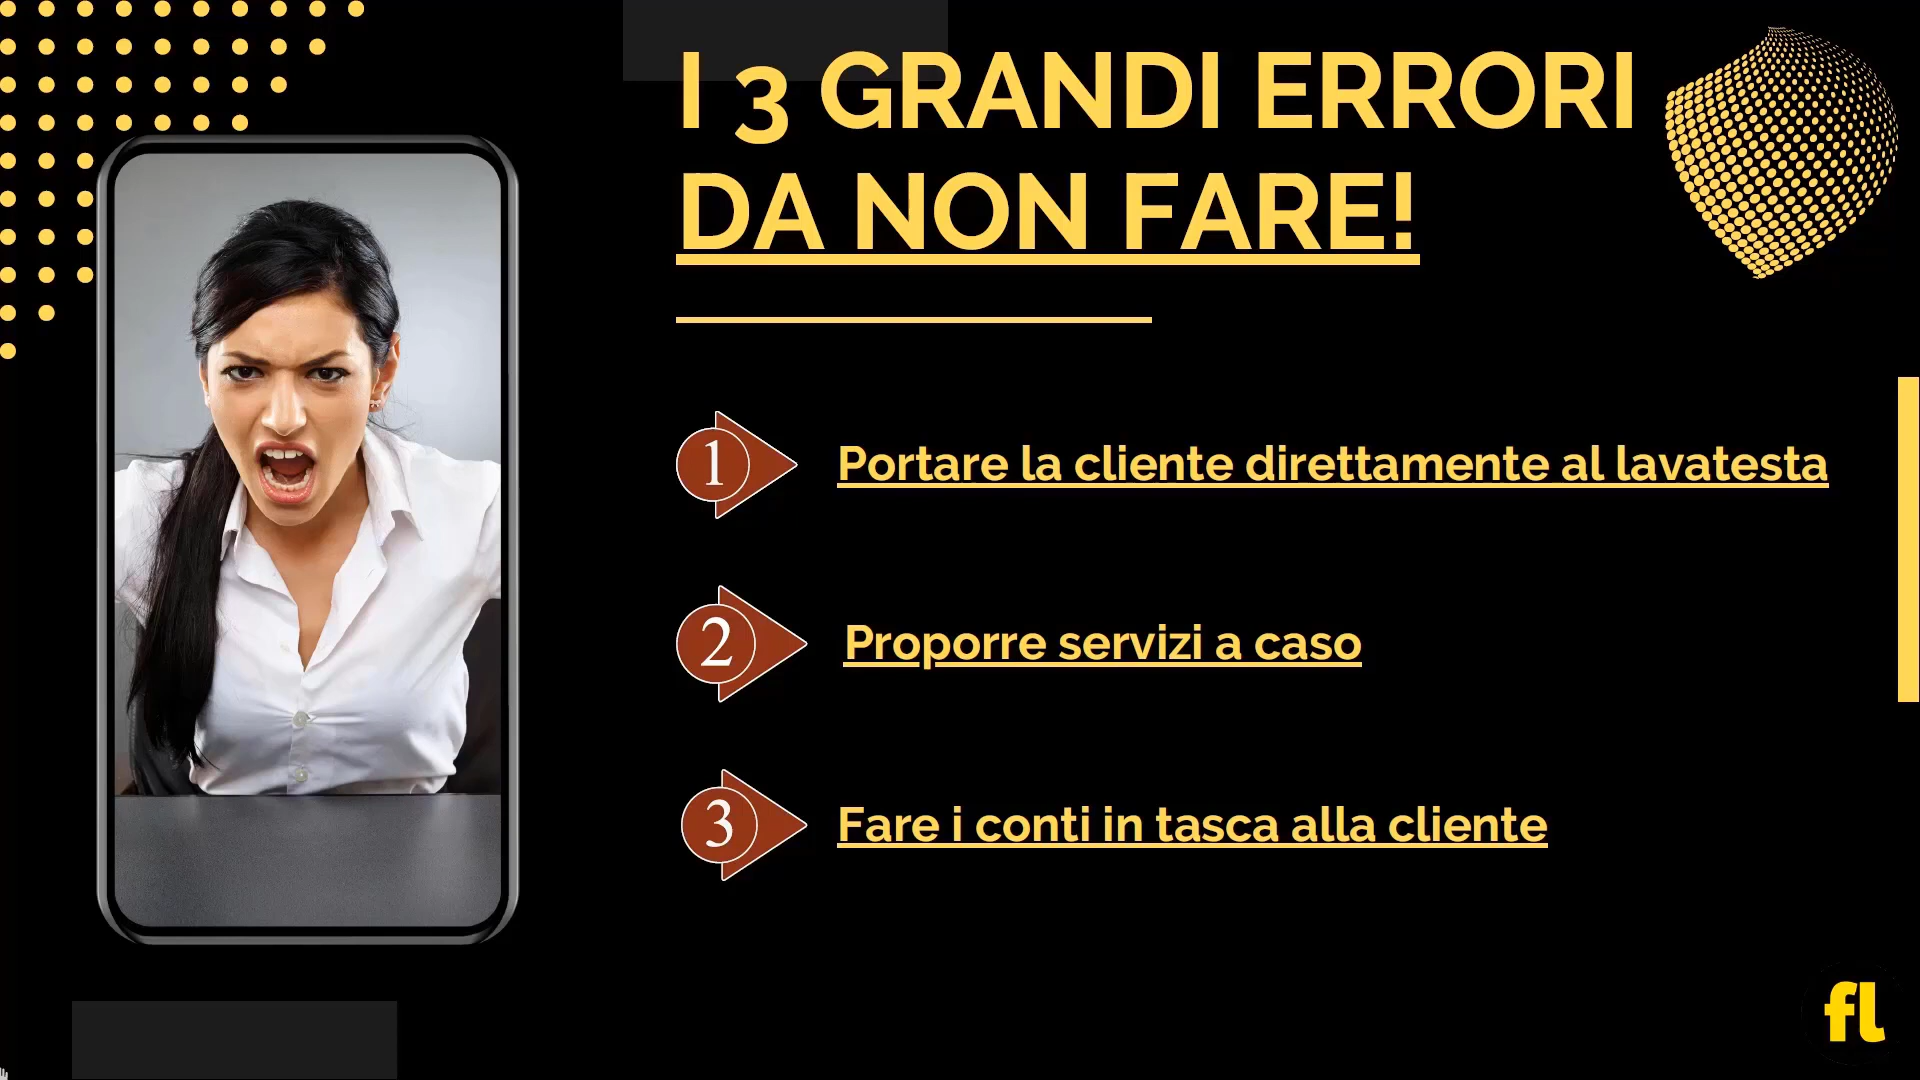 I 3 GRANDI ERRORI
DA NON FARE!
1 Portare la cliente direttamente al lavatesta
2 Proporre servizi a caso
3 Fare i conti in tasca alla cliente
fl